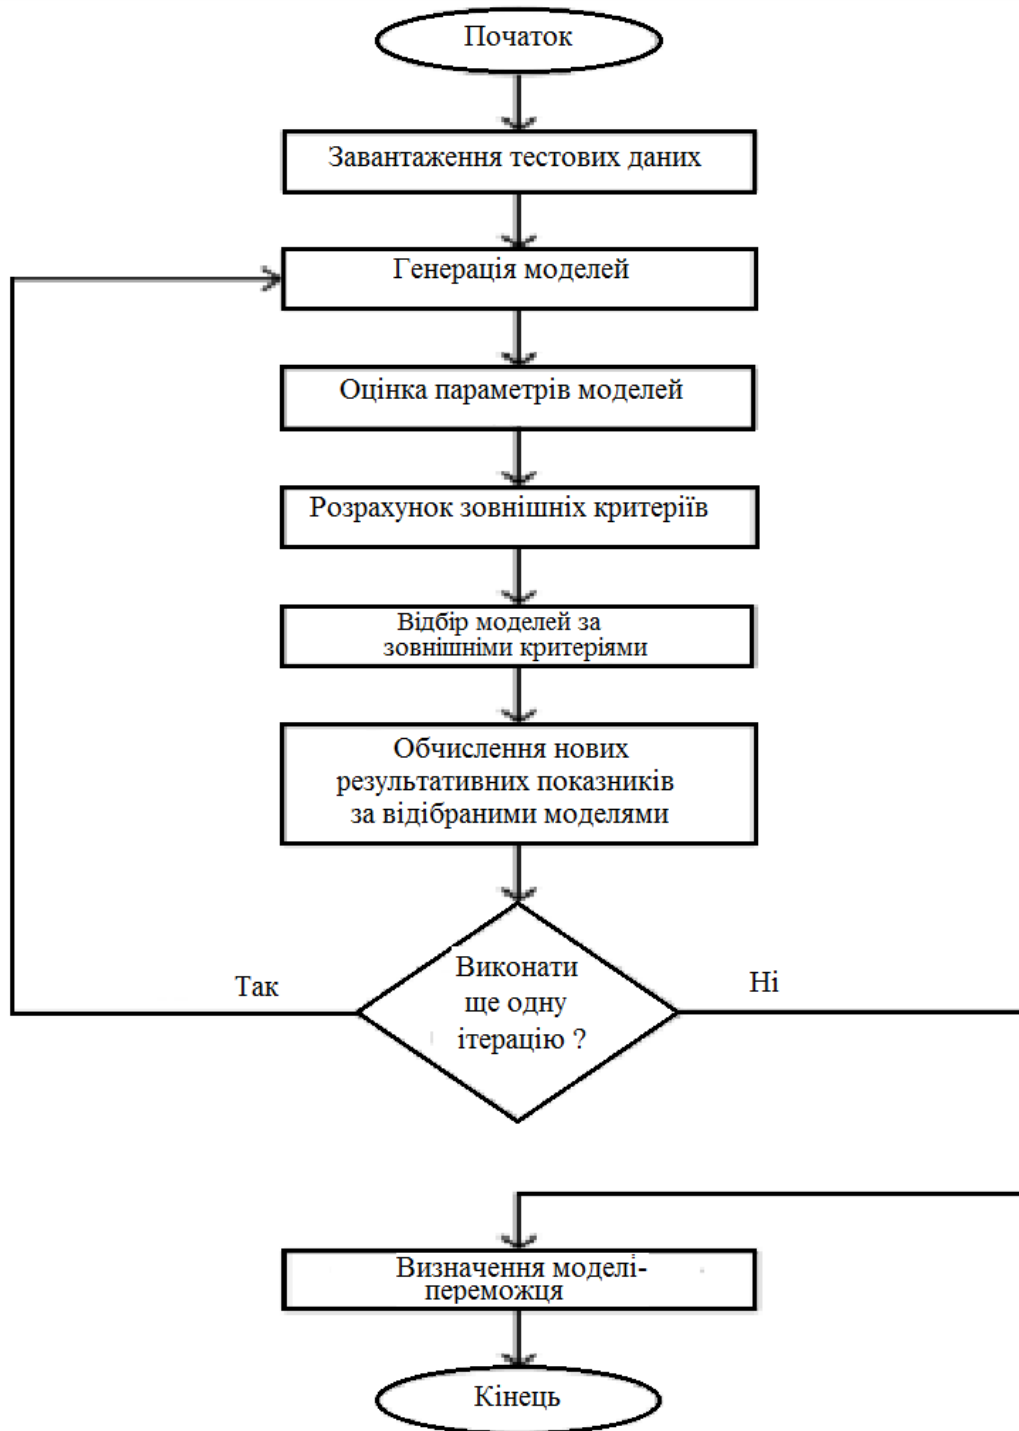 Початок
Завантаження тестових даних
Генерація моделей
Оцінка параметрів моделей
Розрахунок зовнішніх критеріїв
Відбір моделей за
зовнішніми критеріями
Обчислення нових
результативних показників
за відібраними моделями
Виконати
ще одну
ітерацію ?
Так
Ні
Визначення моделі-
переможця
Кінець